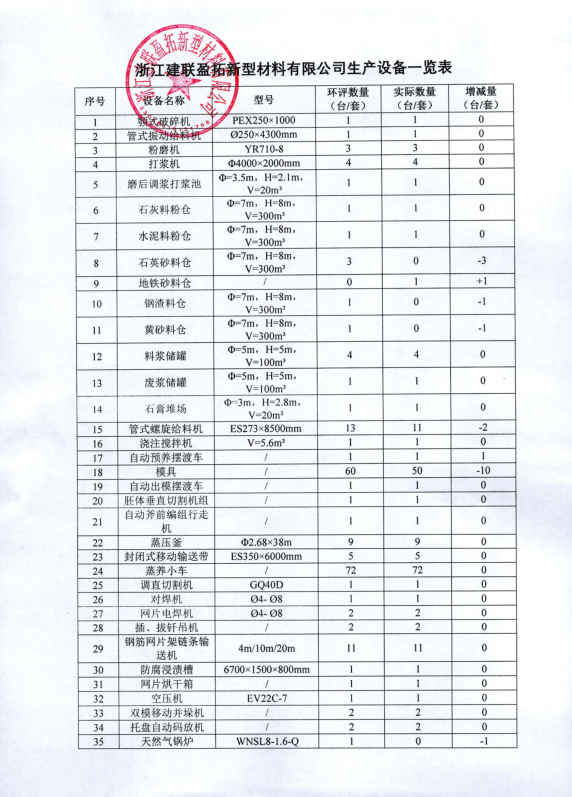 浙江建联盈拓新型材料有限公司生产设备一览表
序号 设备名称 型号 环评数量（台/套） 实际数量（台/套） 增减量（台/套）
1 颚式破碎机 PEX250×1000 1 1 0
2 管式振动给料机 Ø250×4300mm 1 1 0
3 粉磨机 YR710-8 3 3 0
4 打浆机 Φ4000×2000mm 4 4 0
5 磨后调浆打浆池 Φ=3.5m，H=2.1m，V=20m³ 1 1 0
6 石灰料粉仓 Φ=7m，H=8m，V=300m³ 1 1 0
7 水泥料粉仓 Φ=7m，H=8m，V=300m³ 1 1 0
8 石英砂料仓 Φ=7m，H=8m，V=300m³ 3 0 -3
9 地铁砂料仓 / 0 1 +1
10 钢渣料仓 Φ=7m，H=8m，V=300m³ 1 0 -1
11 黄砂料仓 Φ=7m，H=8m，V=300m³ 1 0 -1
12 料浆储罐 Φ=5m，H=5m，V=100m³ 4 4 0
13 废浆储罐 Φ=5m，H=5m，V=100m³ 1 1 0
14 石膏堆场 Φ=3m，H=2.8m，V=20m³ 1 1 0
15 管式螺旋给料机 ES273×8500mm 13 11 -2
16 浇注搅拌机 V=5.6m³ 1 1 0
17 自动预养摆渡车 / 1 1 1
18 模具 / 60 50 -10
19 自动出模摆渡车 / 1 1 0
20 胚体垂直切割机组 / 1 1 0
21 自动斧前编组行走机 / 1 1 0
22 蒸压釜 Φ2.68×38m 9 9 0
23 封闭式移动输送带 ES350×6000mm 5 5 0
24 蒸养小车 / 72 72 0
25 调直切割机 GQ40D 1 1 0
26 对焊机 Ø4- Ø8 1 1 0
27 网片电焊机 Ø4- Ø8 2 2 0
28 插、拔钎吊机 / 2 2 0
29 钢筋网片架链条输送机 4m/10m/20m 11 11 0
30 防腐浸渍槽 6700×1500×800mm 1 1 0
31 网片烘干箱 / 1 1 0
32 空压机 EV22C-7 1 1 0
33 双模移动并垛机 / 2 2 0
34 托盘自动码放机 / 2 2 0
35 天然气锅炉 WNSL8-1.6-Q 1 0 -1
浙江建联盈拓新型材料有限公司